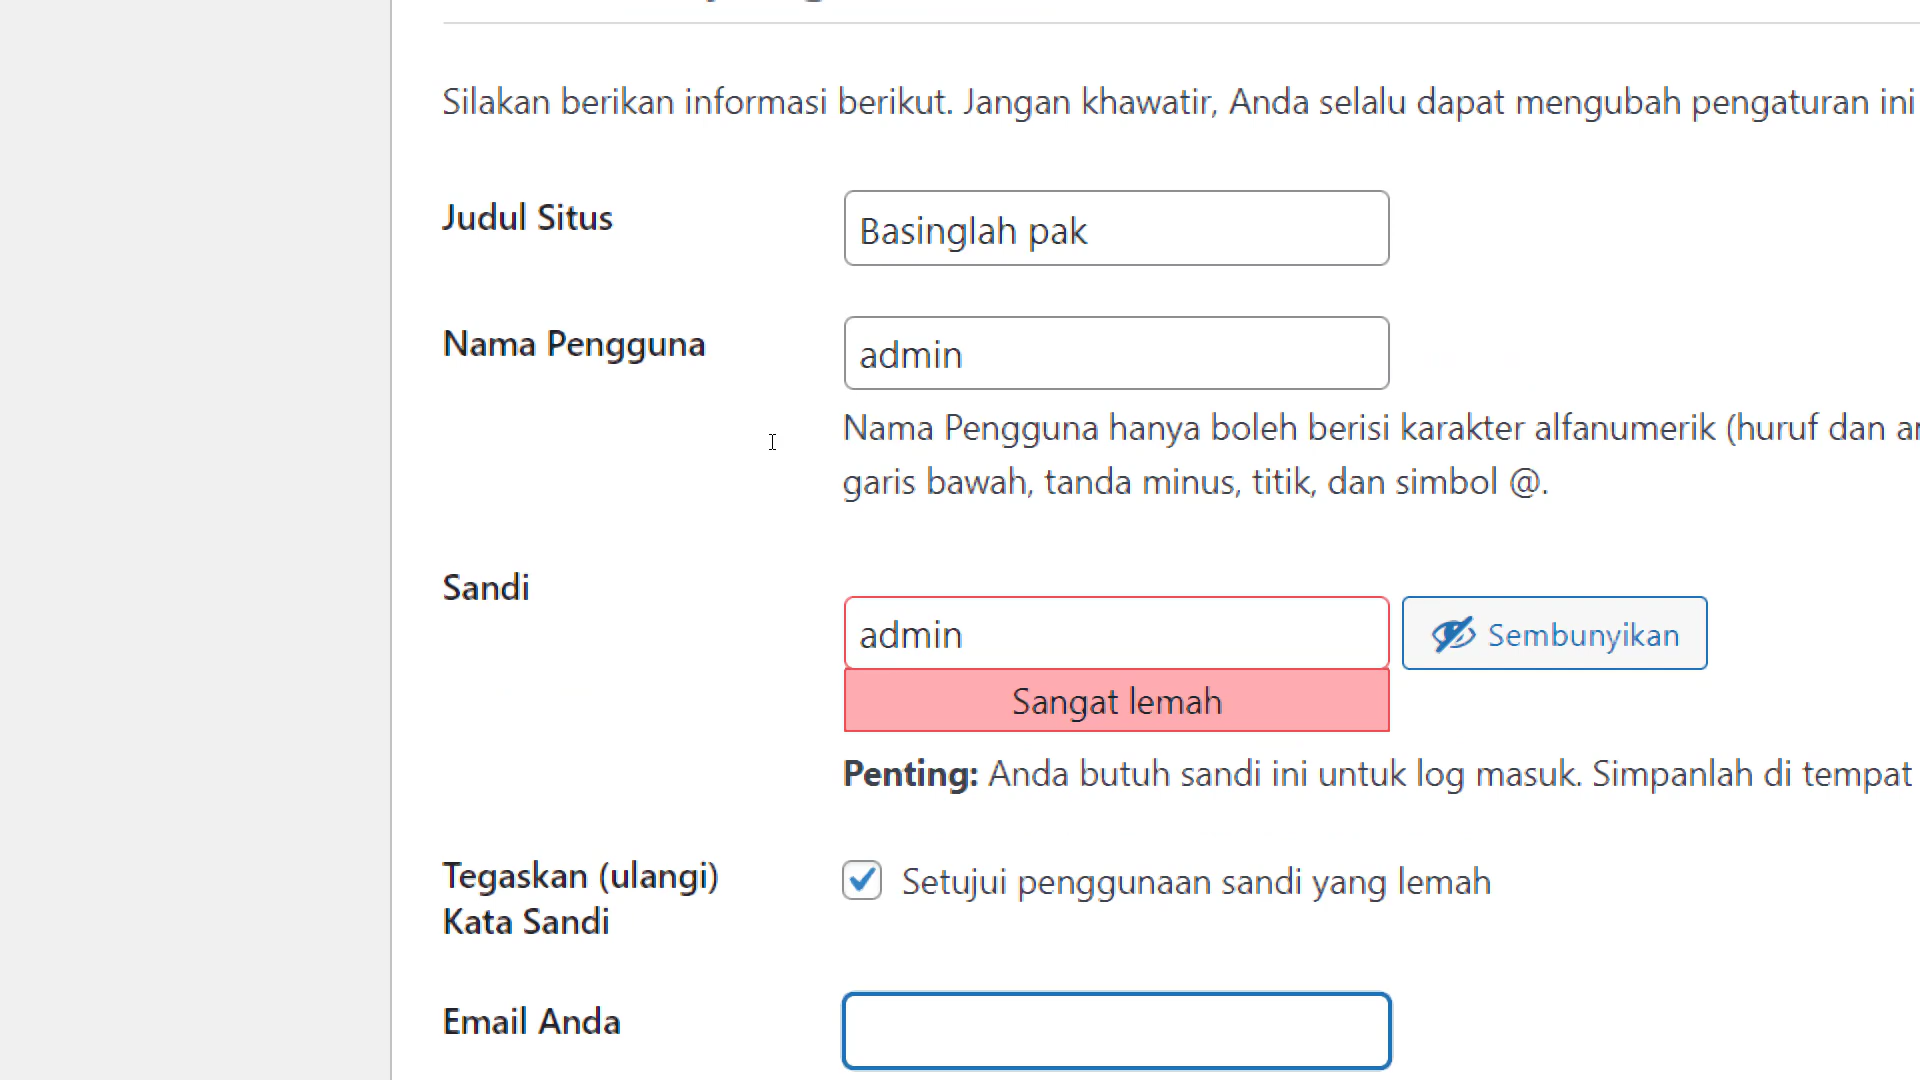 Silakan berikan informasi berikut. Jangan khawatir, Anda selalu dapat mengubah pengaturan ini
Judul Situs
Basinglah pak
Nama Pengguna
admin
Nama Pengguna hanya boleh berisi karakter alfanumerik (huruf dan
garis bawah, tanda minus, titik, dan simbol @.
Sandi
admin
Sembunyikan
Sangat lemah
Penting: Anda butuh sandi ini untuk log masuk. Simpanlah di tempat
Tegaskan (ulangi)
Kata Sandi
Setujui penggunaan sandi yang lemah
Email Anda